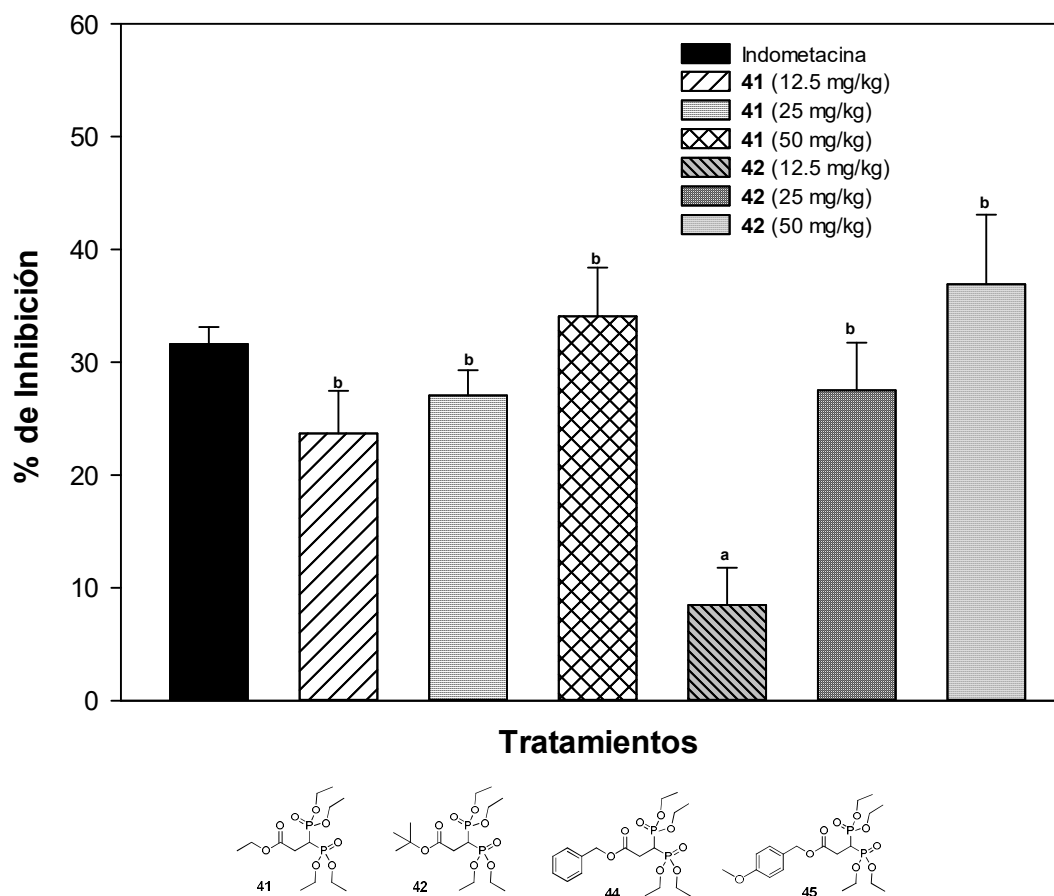 60
50
40
30
20
10
0
% de Inhibición
Indometacina
41 (12.5 mg/kg)
41 (25 mg/kg)
41 (50 mg/kg)
42 (12.5 mg/kg)
42 (25 mg/kg)
42 (50 mg/kg)
b
b
b
a
b
b
Tratamientos
O O O P O O O P O O O
41
O O O P O O O P O O O
42
O O O P O O O P O O O
44
O O O O P O O O P O O O
45